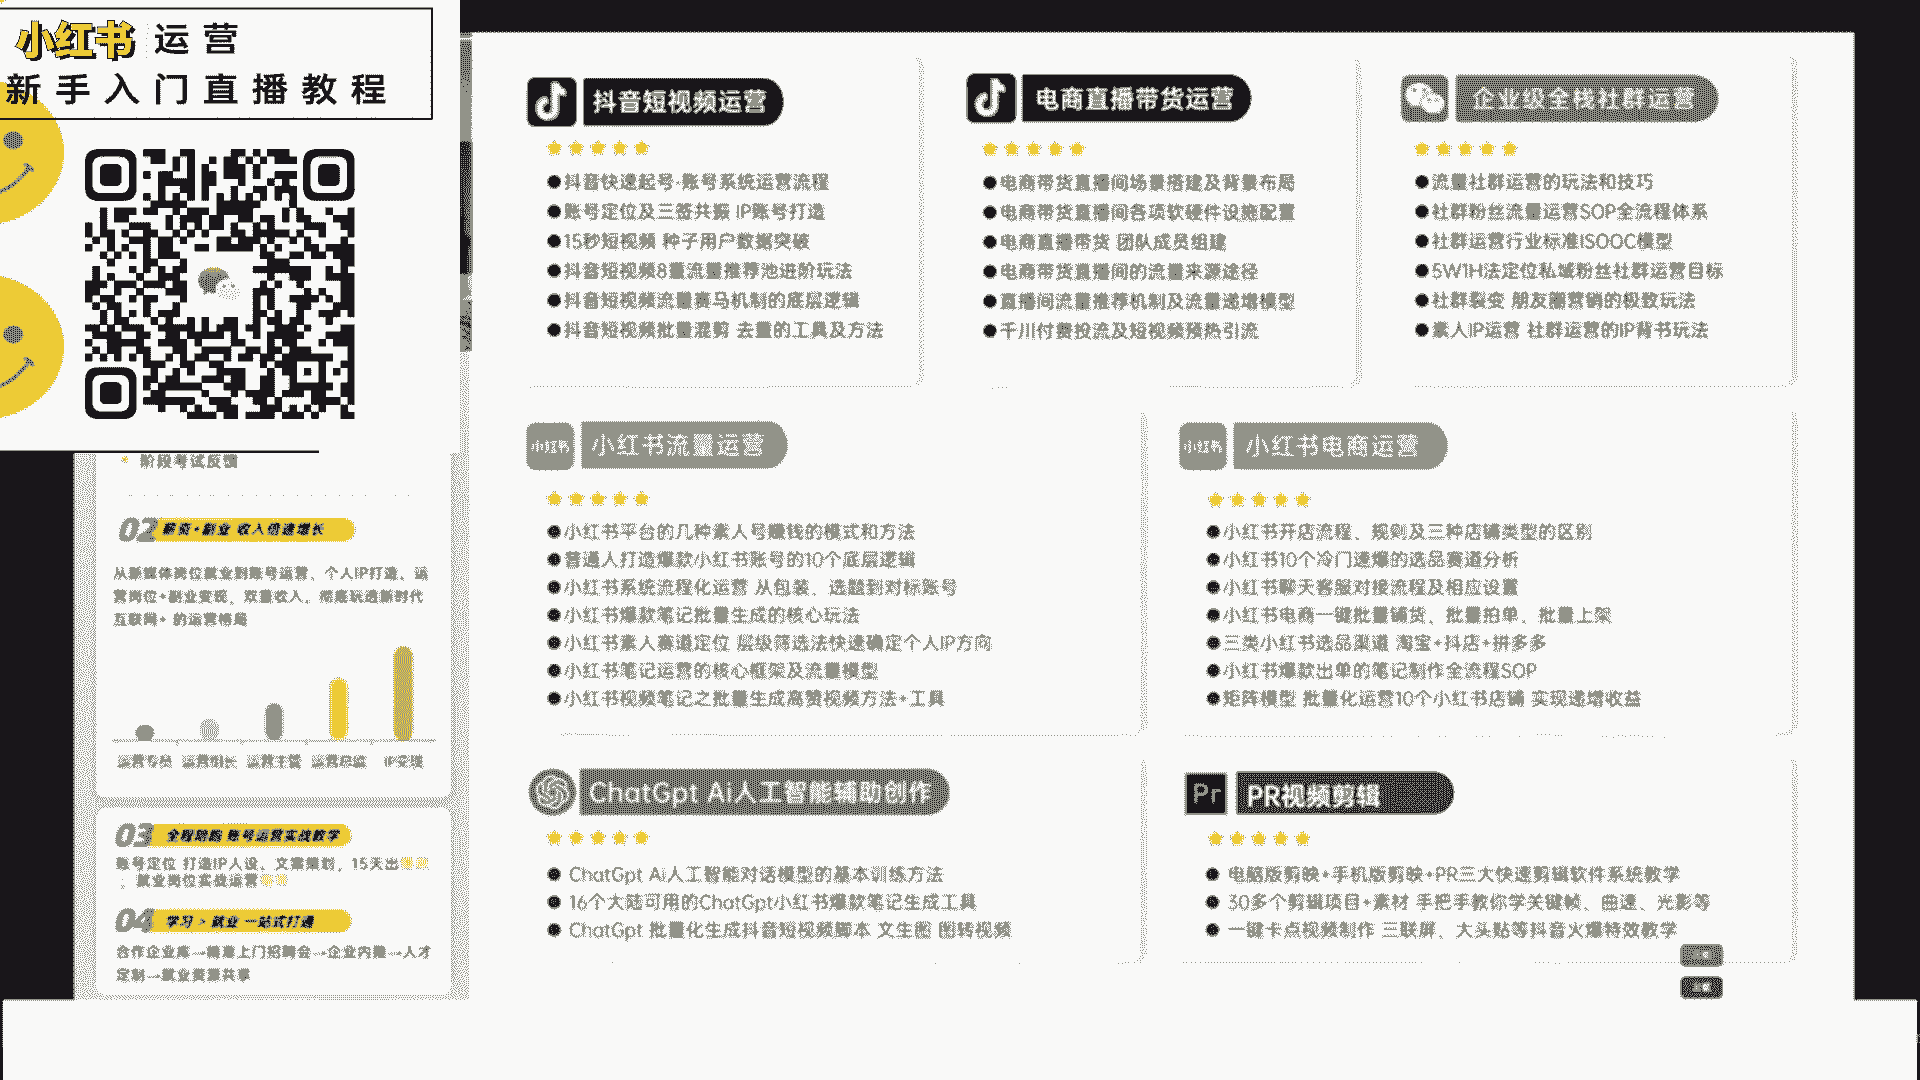 小红书 运营
新手入门直播教程
阶段考试反馈
02 薪资+副业 收入倍速增长
从新媒体岗位就业到账号运营、个人IP打造、运
营岗位+副业变现，双重收入，彻底玩透新时代
互联网+ 的运营格局
运营专员 运营组长 运营主管 运营总监 IP变现
03 全程陪跑 账号运营实战教学
账号定位 打造IP人设、文案策划，15天出
，就业岗位实战运营
04 学习 > 就业 一站式打通
合作企业库→精准上门招聘会→企业内推→人才
定制→就业资源共享
抖音短视频运营
抖音快速起号·账号系统运营流程
账号定位及三签共振 IP账号打造
15秒短视频 种子用户数据突破
抖音短视频8重流量推荐池进阶玩法
抖音短视频流量赛马机制的底层逻辑
抖音短视频批量混剪 去重的工具及方法
电商直播带货运营
电商带货直播间场景搭建及背景布局
电商带货直播间各项软硬件设施配置
电商直播带货 团队成员组建
电商带货直播间的流量来源途径
直播间流量推荐机制及流量递增模型
千川付费投流及短视频预热引流
企业级全栈社群运营
流量社群运营的玩法和技巧
社群粉丝流量运营SOP全流程体系
社群运营行业标准ISOOC模型
5W1H法定位私域粉丝社群运营目标
社群裂变 朋友圈营销的极致玩法
素人IP运营 社群运营的IP背书玩法
小红书 小红书流量运营
小红书平台的几种素人号赚钱的模式和方法
普通人打造爆款小红书账号的10个底层逻辑
小红书系统流程化运营 从包装、选题到对标账号
小红书爆款笔记批量生成的核心玩法
小红书素人赛道定位 层级筛选法快速确定个人IP方向
小红书笔记运营的核心框架及流量模型
小红书视频笔记之批量生成高赞视频方法+工具
小红书 小红书电商运营
小红书开店流程、规则及三种店铺类型的区别
小红书10个冷门速爆的选品赛道分析
小红书聊天客服对接流程及相应设置
小红书电商一键批量铺货、批量拍单、批量上架
三类小红书选品渠道 淘宝+抖店+拼多多
小红书爆款出单的笔记制作全流程SOP
矩阵模型 批量化运营10个小红书店铺 实现递增收益
ChatGpt Ai人工智能辅助创作
ChatGpt Ai人工智能对话模型的基本训练方法
16个大陆可用的ChatGpt小红书爆款笔记生成工具
ChatGpt 批量化生成抖音短视频脚本 文生图 图转视频
Pr PR视频剪辑
电脑版剪映+手机版剪映+PR三大快速剪辑软件系统教学
30多个剪辑项目+素材 手把手教你学关键帧、曲速、光影等
一键卡点视频制作 三联屏、大头贴等抖音火爆特效教学